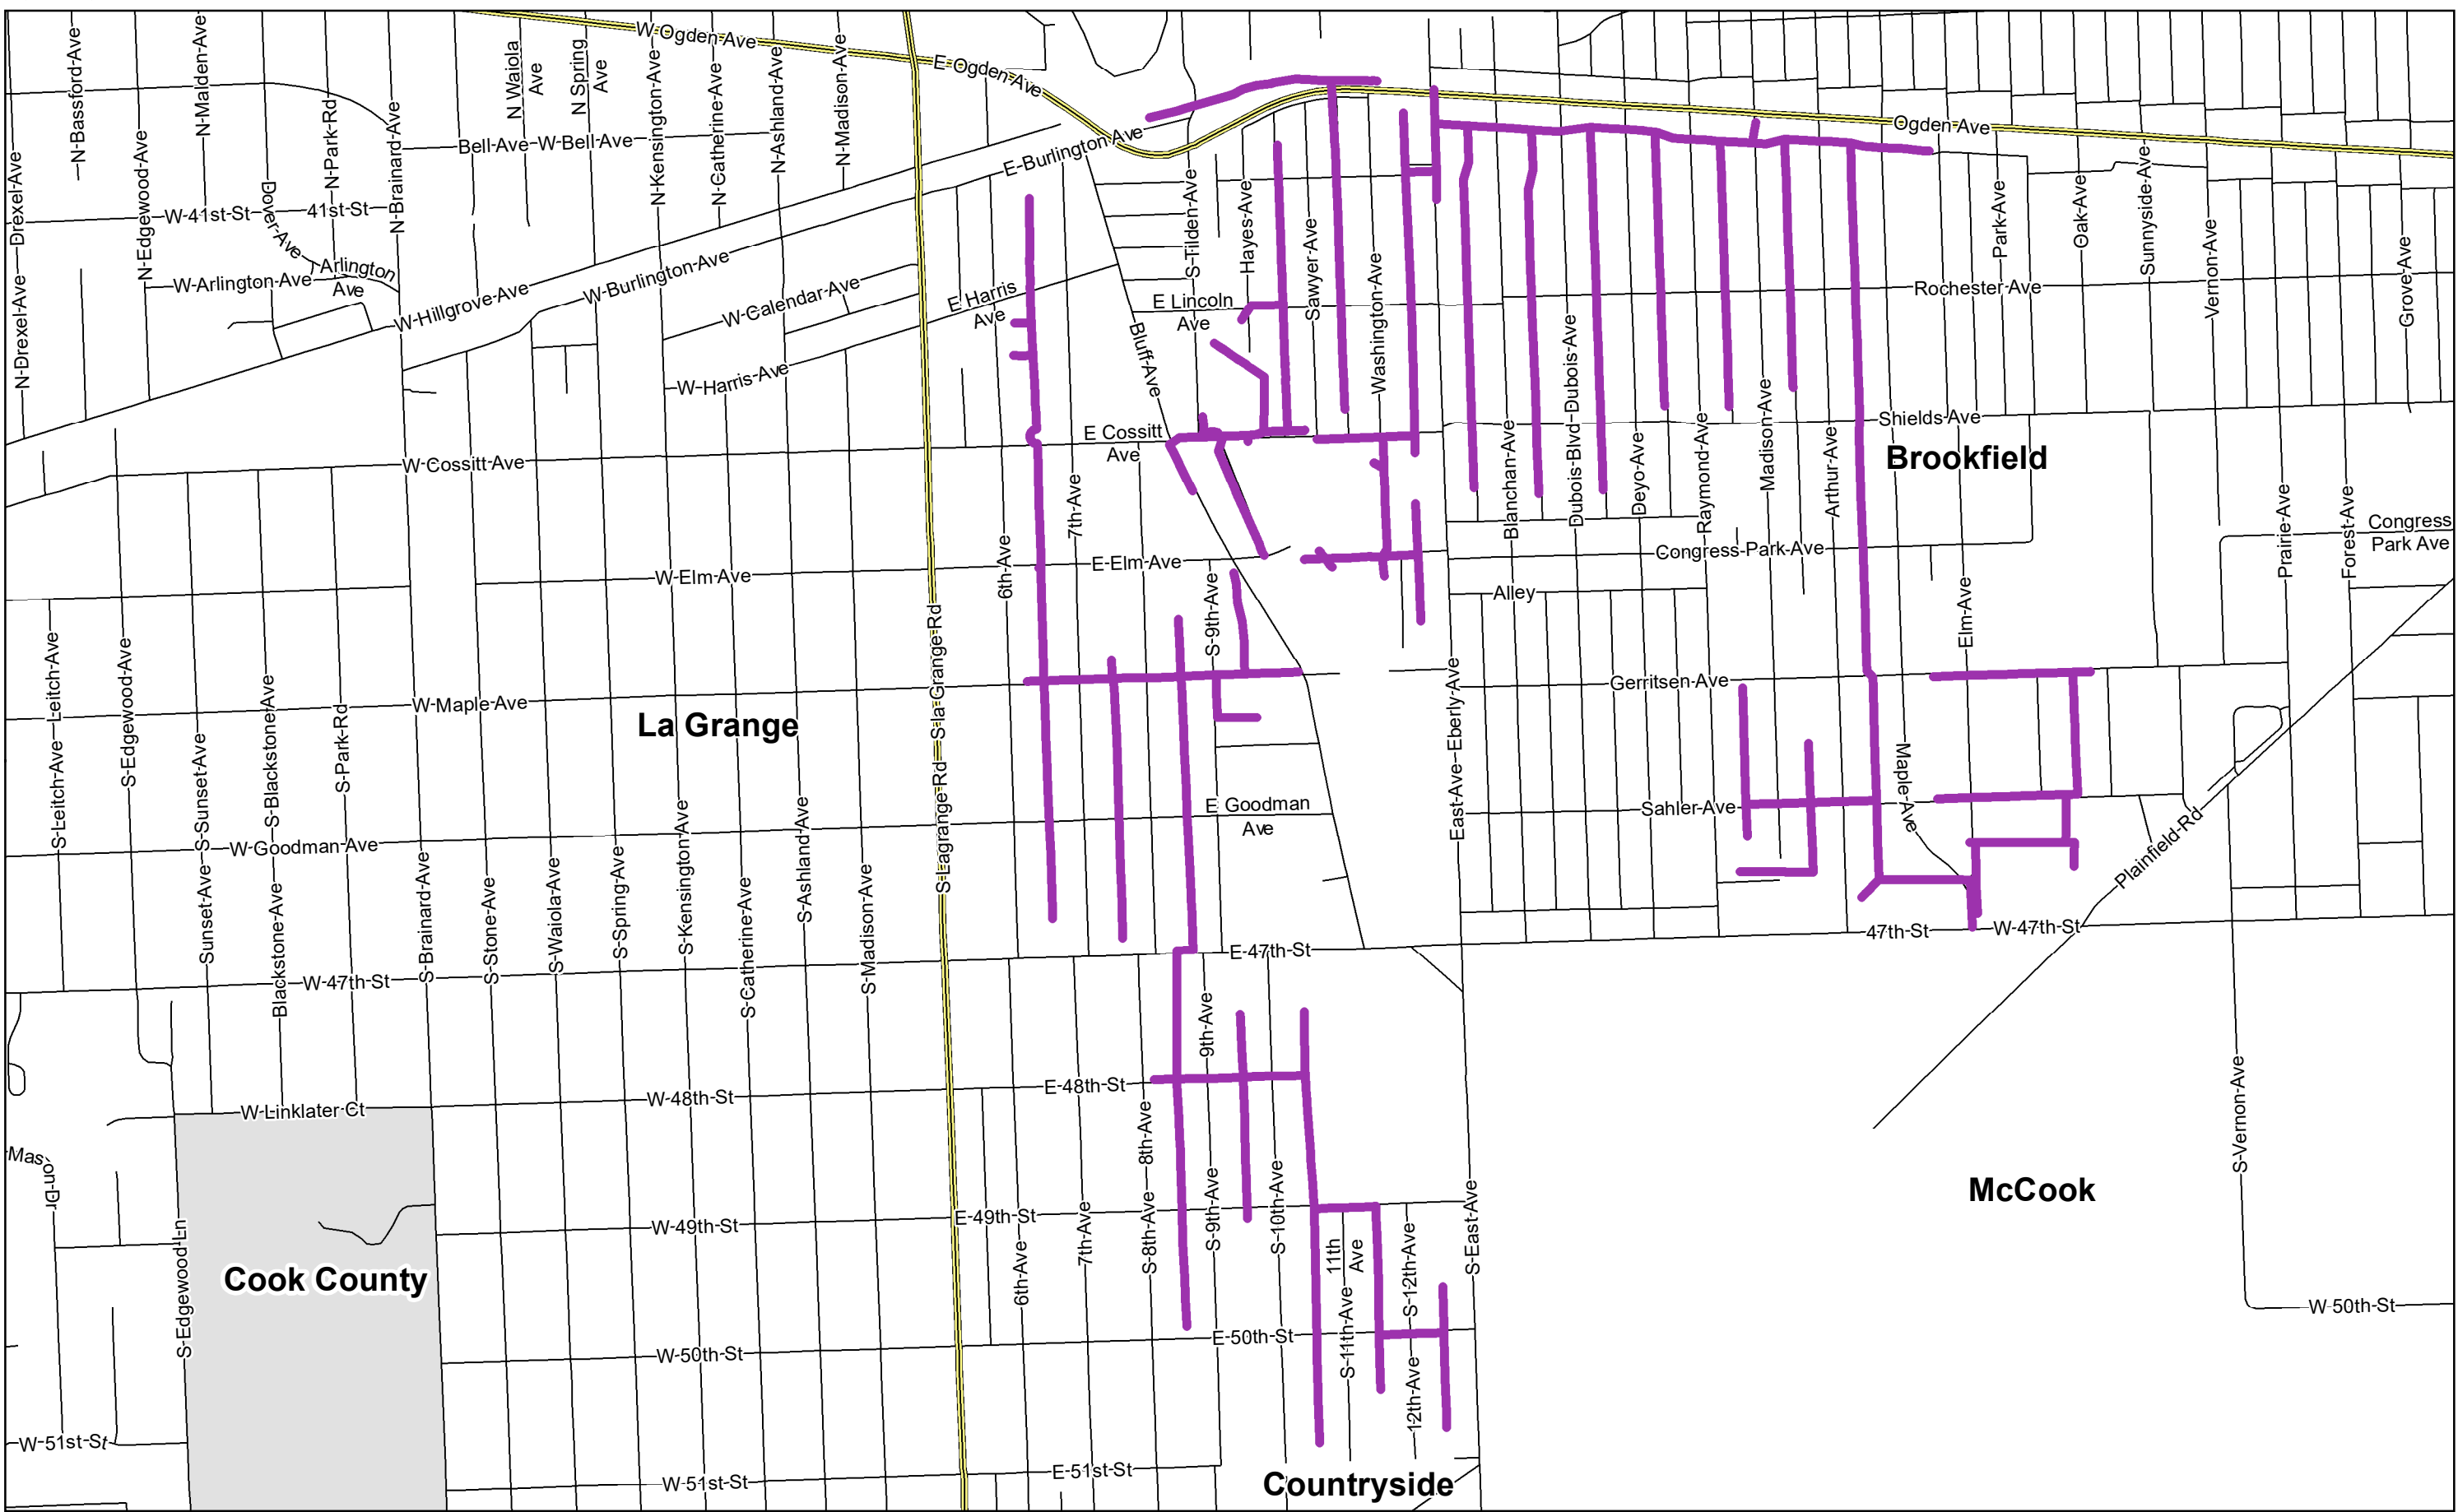 W Ogden Ave
E Ogden Ave
Ogden Ave
N-Bassford-Ave
N-Malden-Ave
N Waiola
Ave
N Spring
Ave
N-Kensington-Ave
N-Catherine-Ave
N-Ashland-Ave
N-Madison-Ave
N-Edgewood-Ave
N-Park-Rd
N-Brainard-Ave
Bell-Ave
W-Bell-Ave
E-Burlington Ave
Drexel-Ave
N-Drexel-Ave
W-41st-St
41st-St
Dover-Ave
W-Arlington-Ave
Arlington
Ave
W-Hillgrove-Ave
W-Burlington-Ave
W-Calendar-Ave
E Harris
Ave
W-Harris-Ave
Bluff-Ave
S-Tilden-Ave
Hayes-Ave
Sawyer-Ave
Washington-Ave
E Lincoln
Ave
Park-Ave
Oak-Ave
Sunnyside-Ave
Vernon-Ave
Grove-Ave
Rochester-Ave
Shields-Ave
Brookfield
E Cossitt
Ave
W-Cossitt-Ave
Blanchan-Ave
Dubois-Blvd
Dubois-Ave
Deyo-Ave
Raymond-Ave
Madison-Ave
Arthur-Ave
Prairie-Ave
Forest-Ave
Congress
Park Ave
Congress-Park-Ave
Alley
7th-Ave
6th-Ave
E-Elm-Ave
W-Elm-Ave
S-9th-Ave
Elm-Ave
Leitch-Ave
S-Leitch-Ave
S-Edgewood-Ave
S-Sunset-Ave
Sunset-Ave
S-Blackstone-Ave
Blackstone-Ave
S-Park-Rd
W-Maple-Ave
La Grange
S-la-Grange-Rd
S-Lagrange-Rd
East-Ave
Eberly-Ave
Gerritsen-Ave
Sahler-Ave
Maple-Ave
Plainfield-Rd
E Goodman
Ave
W-Goodman-Ave
S-Brainard-Ave
S-Stone-Ave
S-Waiola-Ave
S-Spring-Ave
S-Kensington-Ave
S-Catherine-Ave
S-Ashland-Ave
S-Madison-Ave
W-47th-St
E-47th-St
47th-St
W-47th-St
9th-Ave
W-Linklater Ct
W-48th-St
E-48th-St
8th-Ave
S-8th-Ave
S-9th-Ave
S-10th-Ave
Mason-Dr
McCook
S-Vernon-Ave
W-49th-St
E-49th-St
6th-Ave
7th-Ave
11th
Ave
S-11th-Ave
S-12th-Ave
12th-Ave
S-East-Ave
Cook County
S-Edgewood-Ln
W-50th-St
E-50th-St
W-50th-St
W-51st-St
W-51st-St
E-51st-St
Countryside